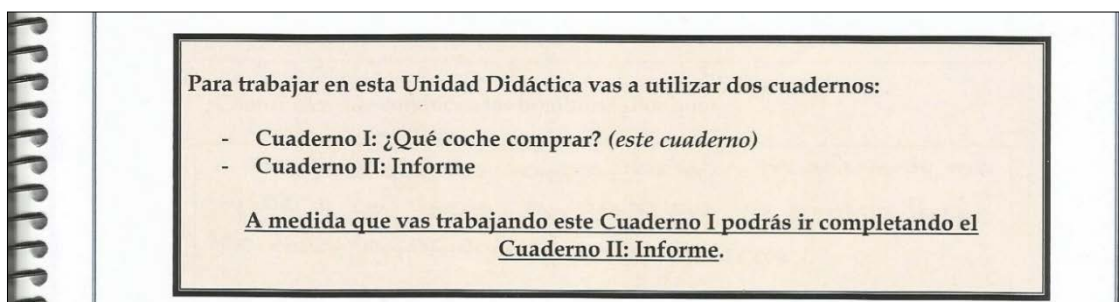 Para trabajar en esta Unidad Didáctica vas a utilizar dos cuadernos:
- Cuaderno I: ¿Qué coche comprar? (este cuaderno)
- Cuaderno II: Informe
A medida que vas trabajando este Cuaderno I podrás ir completando el
Cuaderno II: Informe.